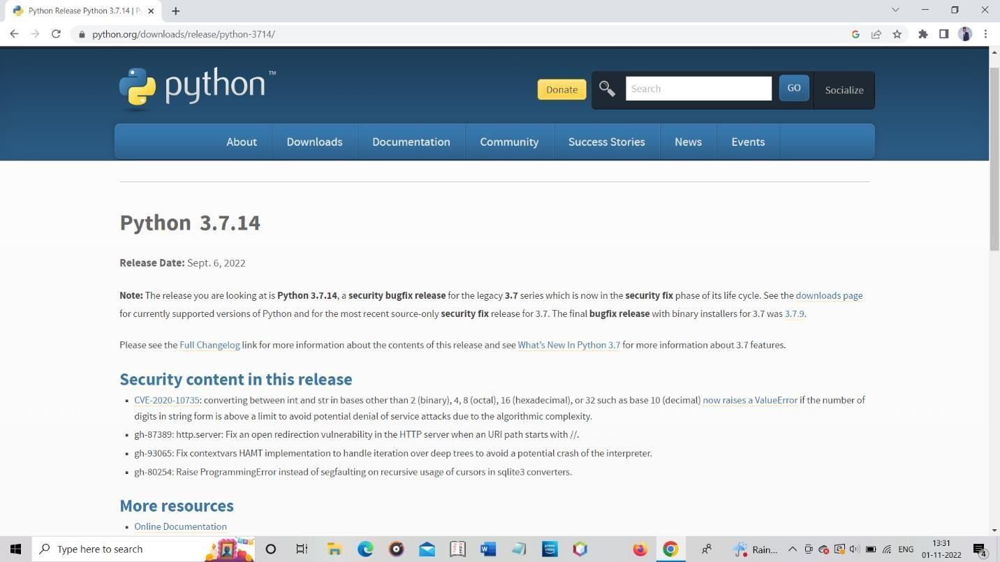 Python Release Python 3.7.14 | P
python.org/downloads/release/python-3714/
python™
Donate
Search
GO
Socialize
About
Downloads
Documentation
Community
Success Stories
News
Events
Python 3.7.14
Release Date: Sept. 6, 2022
Note: The release you are looking at is Python 3.7.14, a security bugfix release for the legacy 3.7 series which is now in the security fix phase of its life cycle. See the downloads page
for currently supported versions of Python and for the most recent source-only security fix release for 3.7. The final bugfix release with binary installers for 3.7 was 3.7.9.
Please see the Full Changelog link for more information about the contents of this release and see What's New In Python 3.7 for more information about 3.7 features.
Security content in this release
▪ CVE-2020-10735: converting between int and str in bases other than 2 (binary), 4, 8 (octal), 16 (hexadecimal), or 32 such as base 10 (decimal) now raises a ValueError if the number of
digits in string form is above a limit to avoid potential denial of service attacks due to the algorithmic complexity.
▪ gh-87389: http.server: Fix an open redirection vulnerability in the HTTP server when an URI path starts with //.
▪ gh-93065: Fix contextvars HAMT implementation to handle iteration over deep trees to avoid a potential crash of the interpreter.
▪ gh-80254: Raise ProgrammingError instead of segfaulting on recursive usage of cursors in sqlite3 converters.
More resources
▪ Online Documentation
Type here to search
Rain...
ENG
13:31
01-11-2022
4